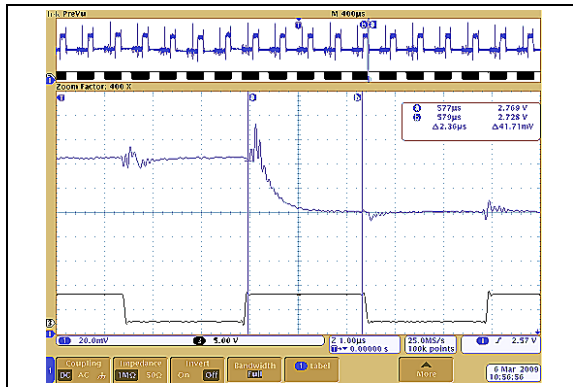 Tek PreVu M 400µs
Zoom Factor: 400 X
a 577µs 2.769 V
b 579µs 2.728 V
Δ2.36µs Δ41.71mV
1 20.0mV 2 5.00 V Z 1.00µs 25.0MS/s 1 2.57 V
T 0.00000 s 100k points
Coupling Impedance Invert Bandwidth 1 Label
DC AC 1MΩ 50Ω On Off Full More
6 Mar 2009
10:56:56